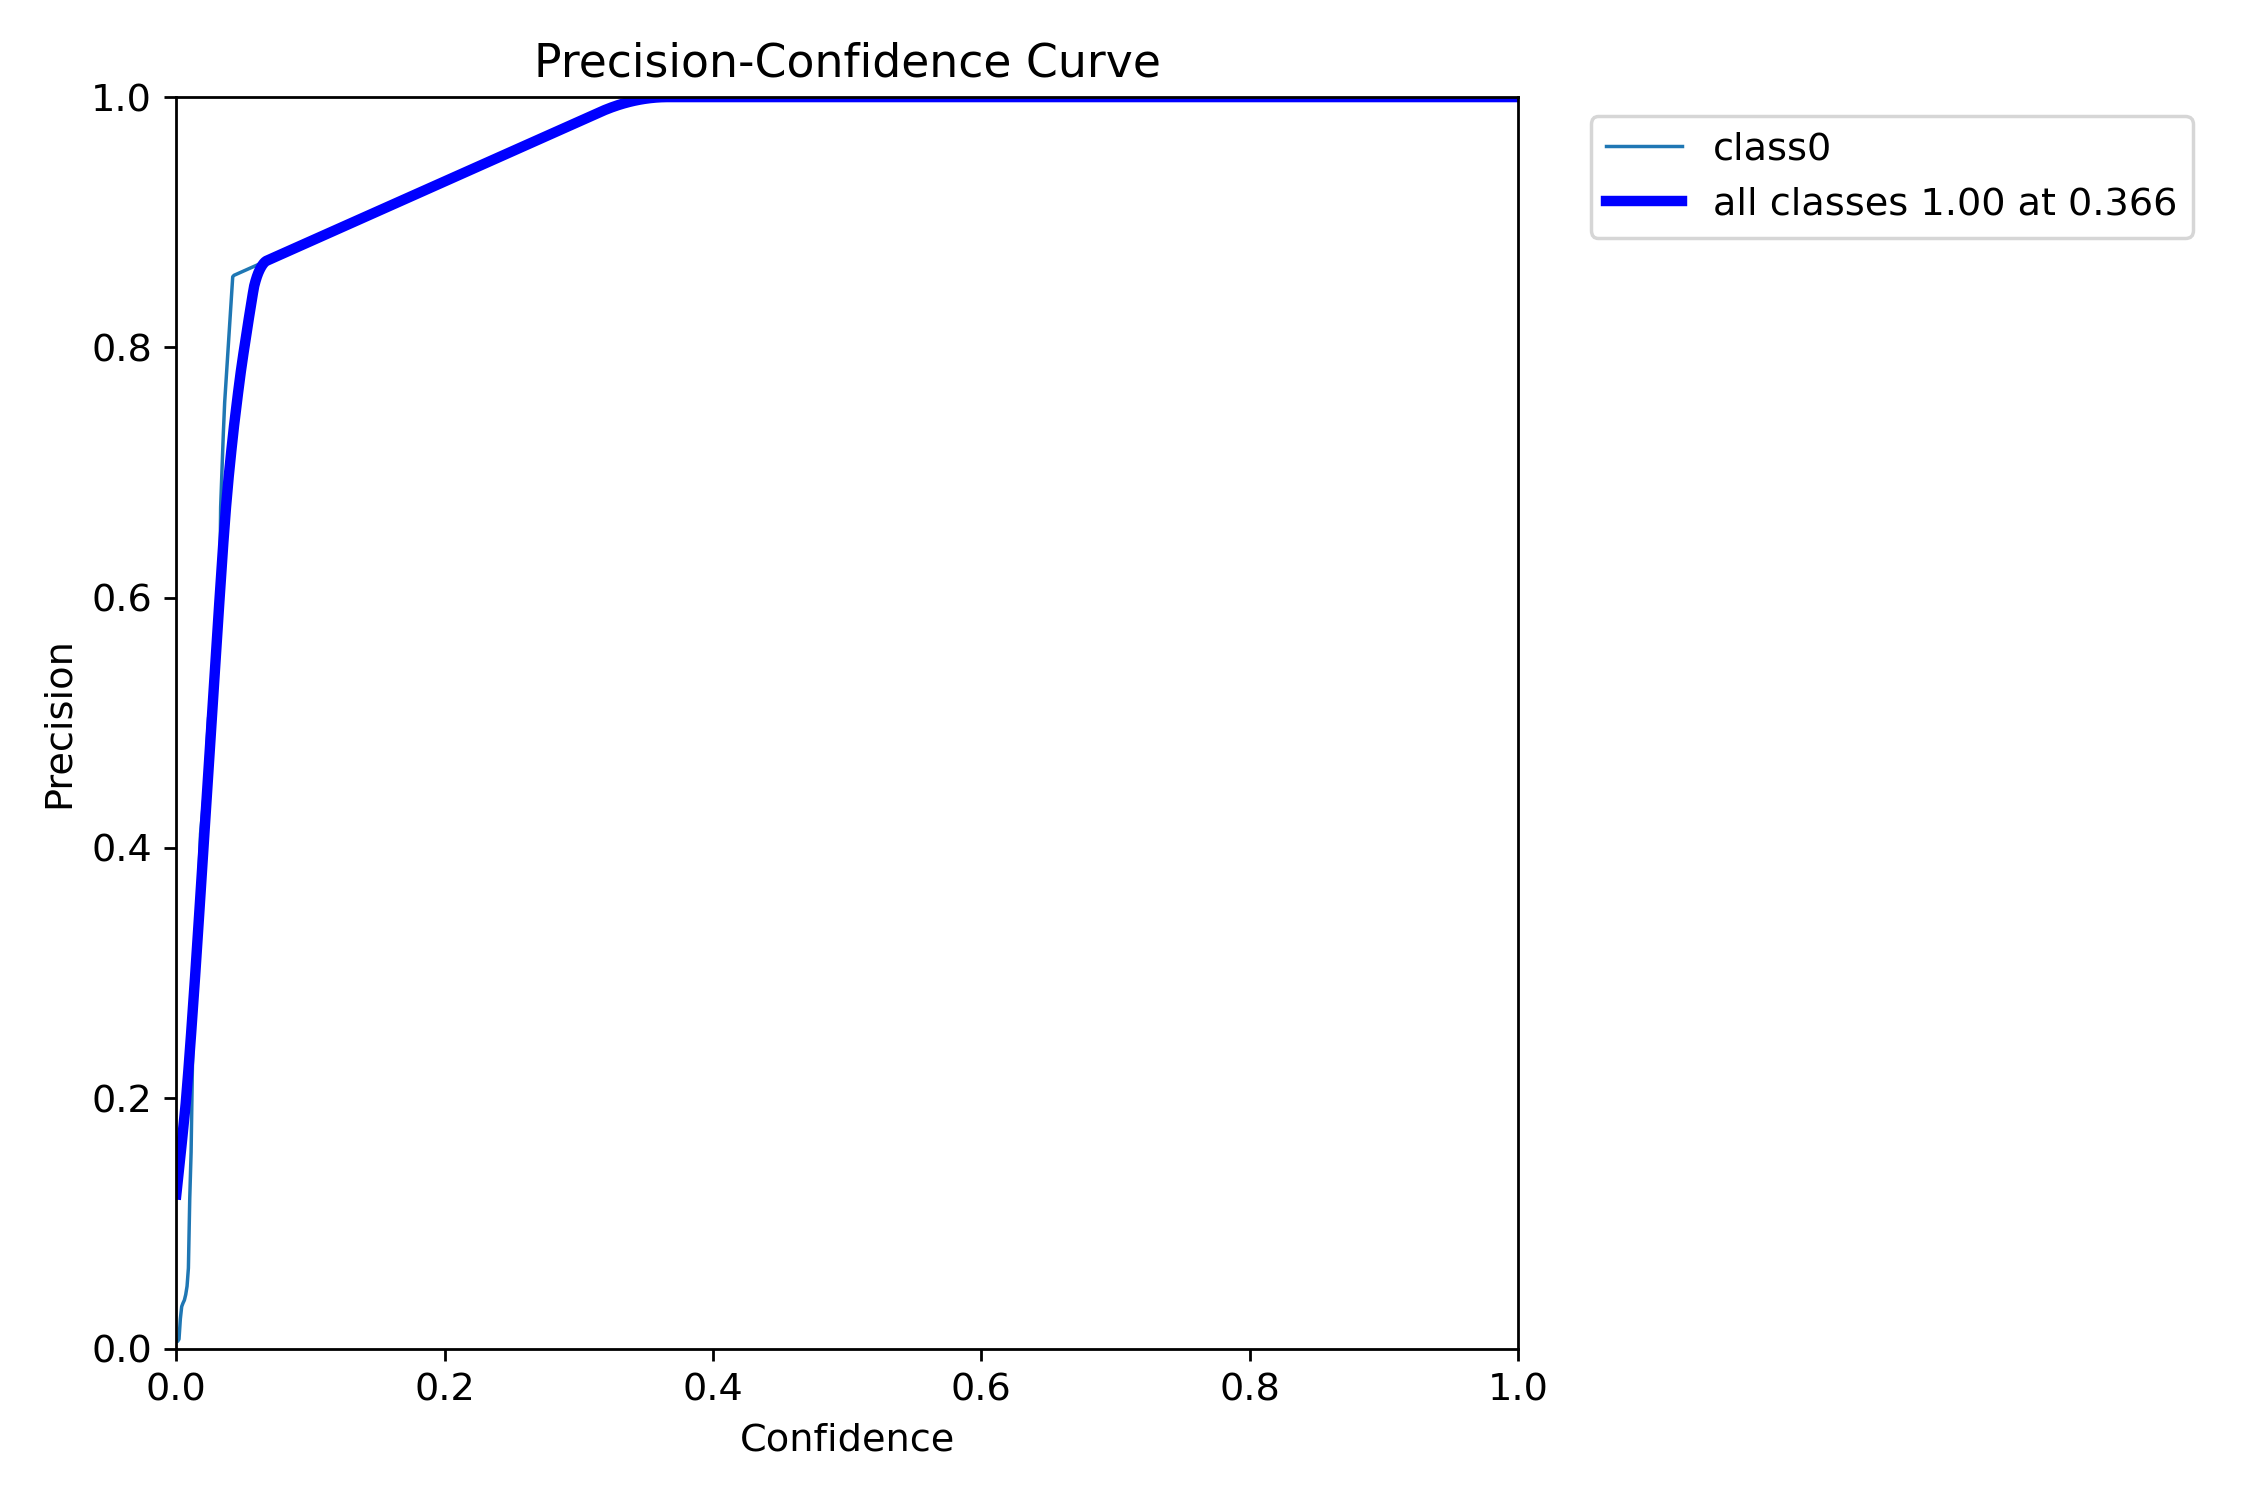 Precision-Confidence Curve
class0
all classes 1.00 at 0.366
1.0
0.8
0.6
0.4
0.2
0.0
Precision
0.0 0.2 0.4 0.6 0.8 1.0
Confidence